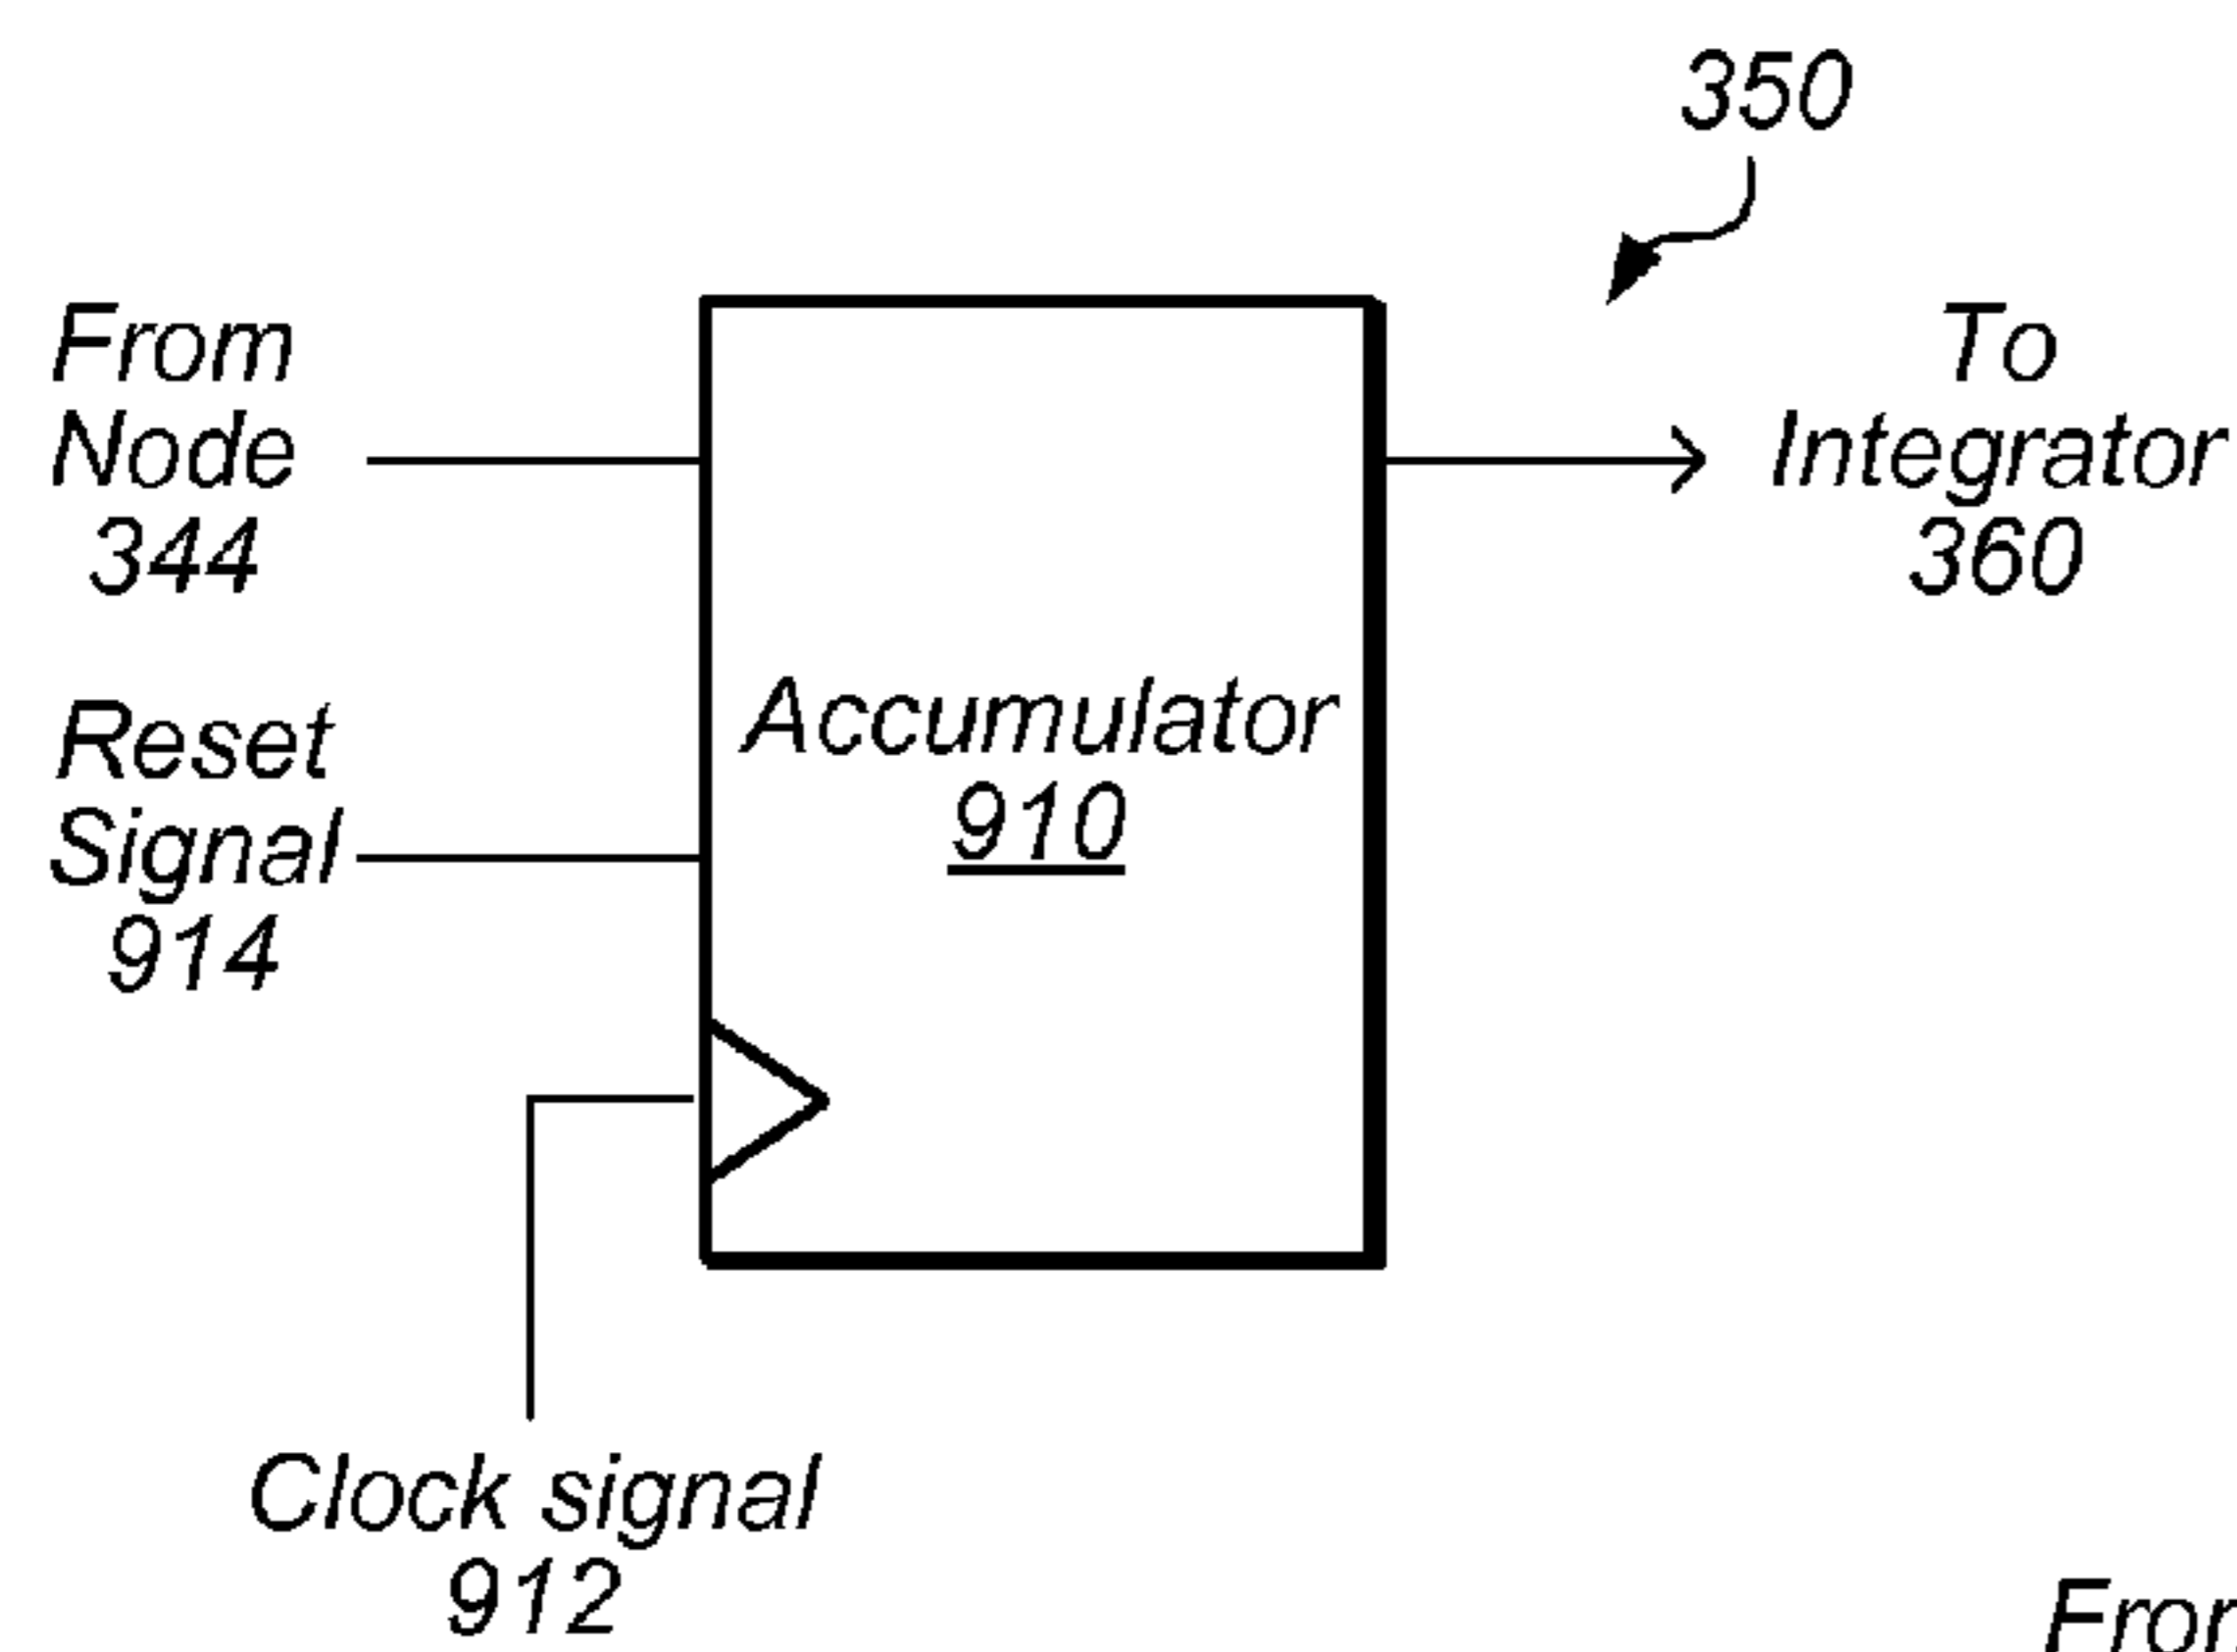 350
From
Node
344
To
Integrator
360
Reset
Signal
914
Accumulator
910
Clock signal
912